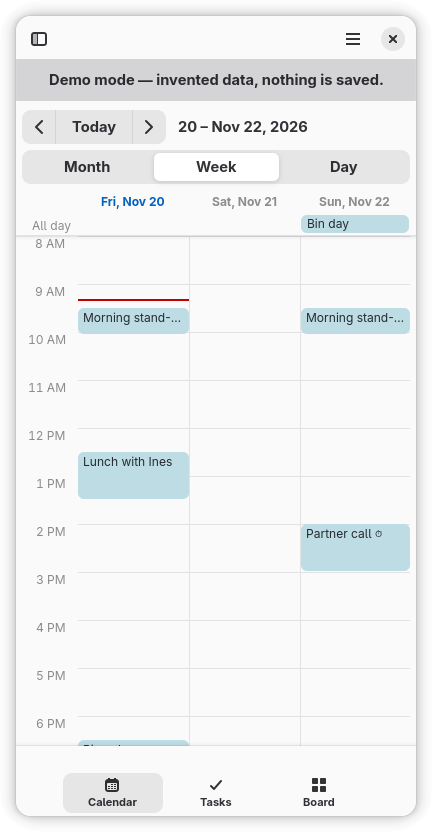 Demo mode — invented data, nothing is saved.
Today
20 – Nov 22, 2026
Month
Week
Day
Fri, Nov 20
Sat, Nov 21
Sun, Nov 22
All day
Bin day
8 AM
9 AM
Morning stand-…
Morning stand-…
10 AM
11 AM
12 PM
Lunch with Ines
1 PM
2 PM
Partner call
3 PM
4 PM
5 PM
6 PM
Calendar
Tasks
Board